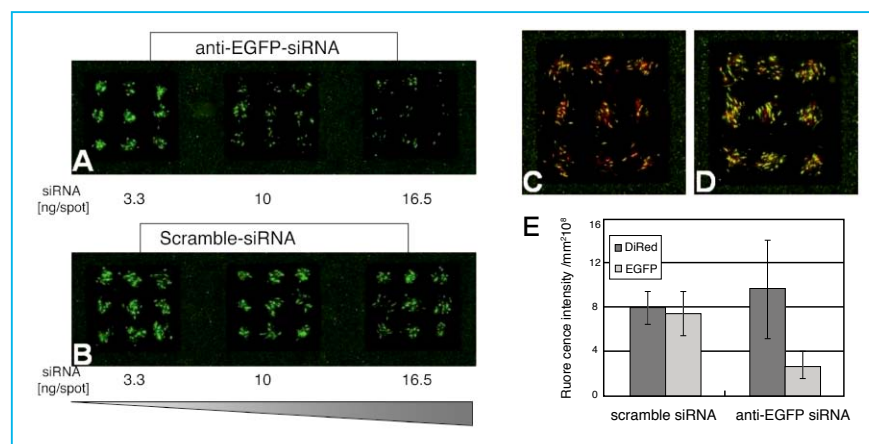 anti-EGFP-siRNA
A
siRNA
[ng/spot]
3.3
10
16.5
Scramble-siRNA
B
siRNA
[ng/spot]
3.3
10
16.5
C
D
E
Ruore cence intensity /mm²10⁸
16
12
8
4
0
DiRed
EGFP
scramble siRNA
anti-EGFP siRNA